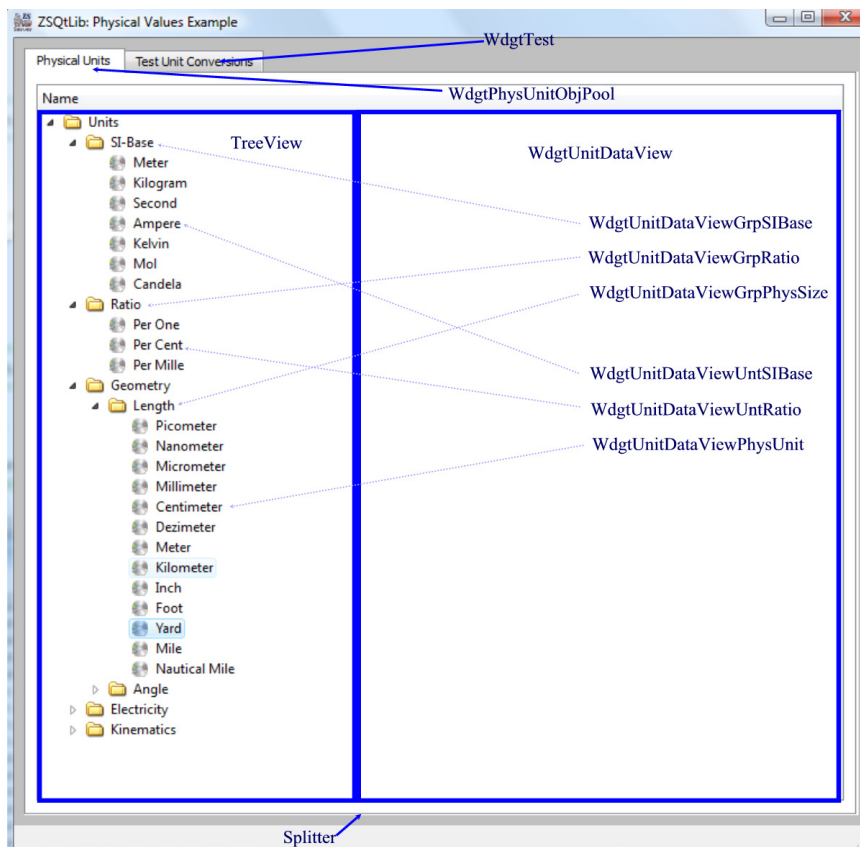 ZSQtLib: Physical Values Example
WdgtTest
Physical Units
Test Unit Conversions
WdgtPhysUnitObjPool
Name
Units
SI-Base
TreeView
WdgtUnitDataView
Meter
Kilogram
Second
Ampere
WdgtUnitDataViewGrpSIBase
Kelvin
WdgtUnitDataViewGrpRatio
Mol
Candela
WdgtUnitDataViewGrpPhysSize
Ratio
Per One
Per Cent
Per Mille
WdgtUnitDataViewUntSIBase
Geometry
Length
WdgtUnitDataViewUntRatio
Picometer
Nanometer
WdgtUnitDataViewPhysUnit
Micrometer
Millimeter
Centimeter
Dezimeter
Meter
Kilometer
Inch
Foot
Yard
Mile
Nautical Mile
Angle
Electricity
Kinematics
Splitter